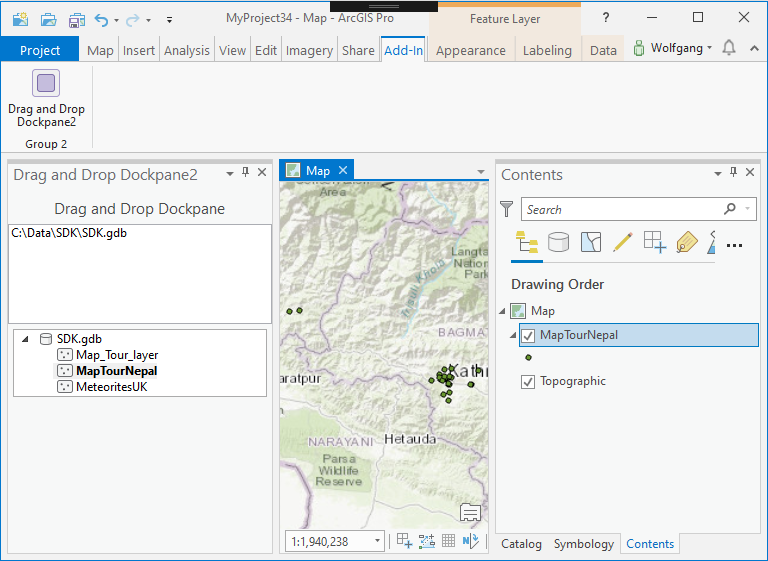 MyProject34 - Map - ArcGIS Pro
Feature Layer
?
Project Map Insert Analysis View Edit Imagery Share Add-In Appearance Labeling Data Wolfgang
Drag and Drop
Dockpane2
Group 2
Drag and Drop Dockpane2
Drag and Drop Dockpane
C:\Data\SDK\SDK.gdb
SDK.gdb
Map_Tour_layer
MapTourNepal
MeteoritesUK
Map
Area
Langta
National
Park
Trisuli Khola
BAGMAT
Kathm
aratpur
NARAYANI
Hetauda
Parsa
Wildlife
Reserve
1:1,940,238
Contents
Search
Drawing Order
Map
MapTourNepal
Topographic
Catalog Symbology Contents